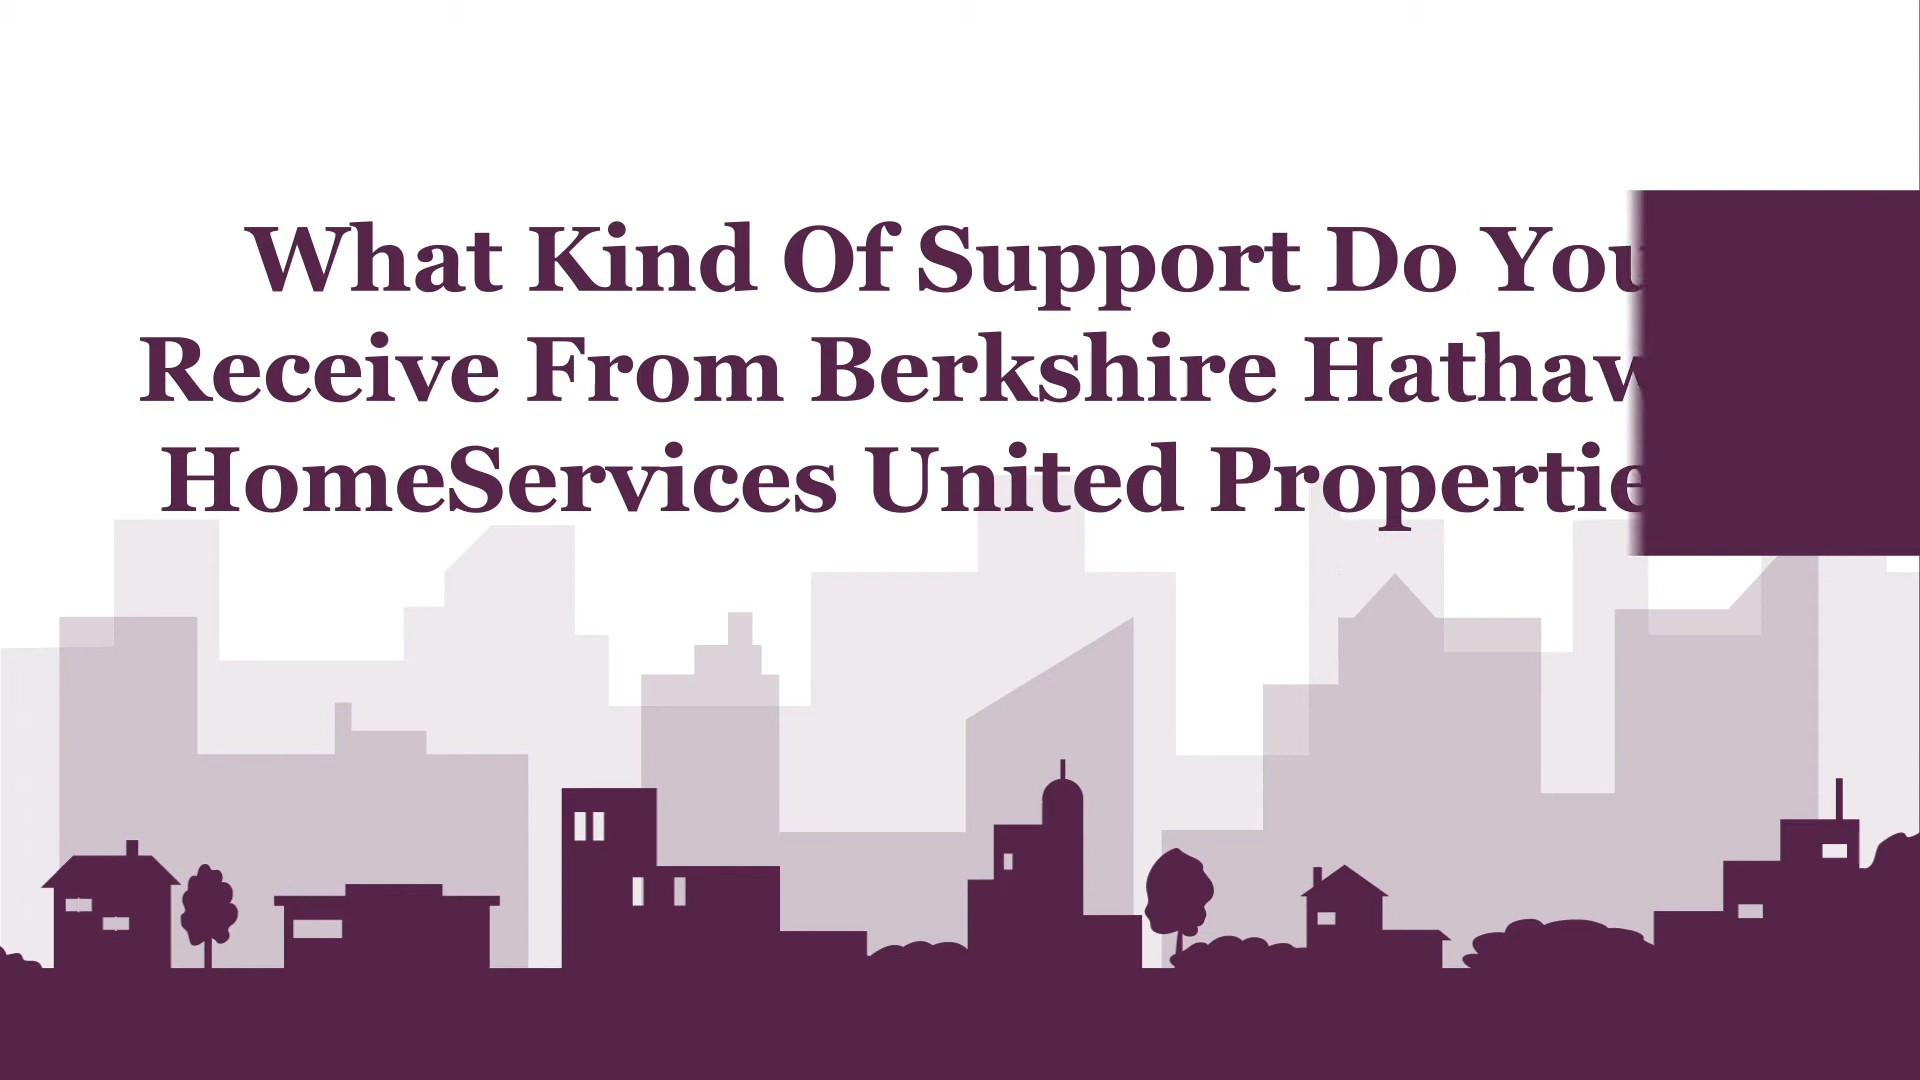 What Kind Of Support Do You
Receive From Berkshire Hathaw
HomeServices United Propertie